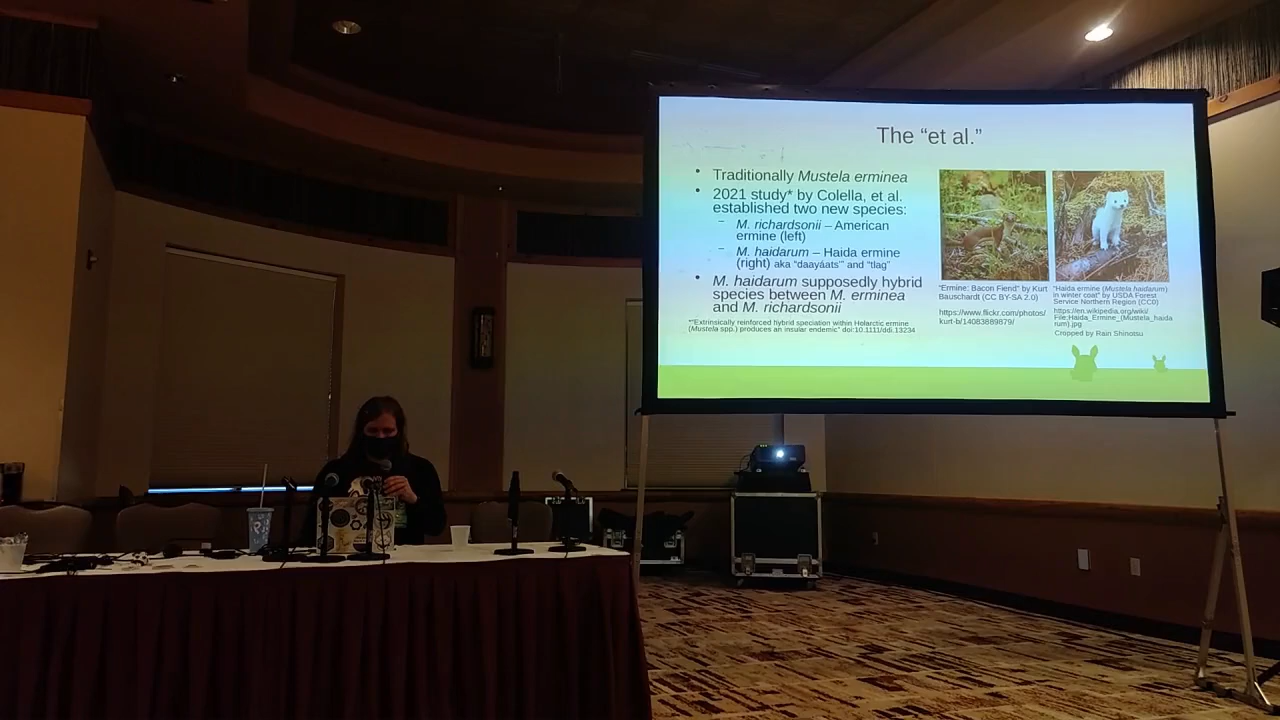 The “et al.”
• Traditionally Mustela erminea
• 2021 study* by Colella, et al.
established two new species:
– M. richardsonii – American
ermine (left)
– M. haidarum – Haida ermine
(right) aka “daayáats’” and “tlag”
• M. haidarum supposedly hybrid
species between M. erminea
and M. richardsonii
*“Extrinsically reinforced hybrid speciation within Holarctic ermine
(Mustela spp.) produces an insular endemic” doi:10.1111/ddi.13234
“Ermine: Bacon Fiend” by Kurt
Bauschardt (CC BY-SA 2.0)
https://www.flickr.com/photos/
kurt-b/14083889879/
“Haida ermine (Mustela haidarum)
in winter coat” by USDA Forest
Service Northern Region (CC0)
https://en.wikipedia.org/wiki/
File:Haida_Ermine_(Mustela_haida
rum).jpg
Cropped by Rain Shinotsu